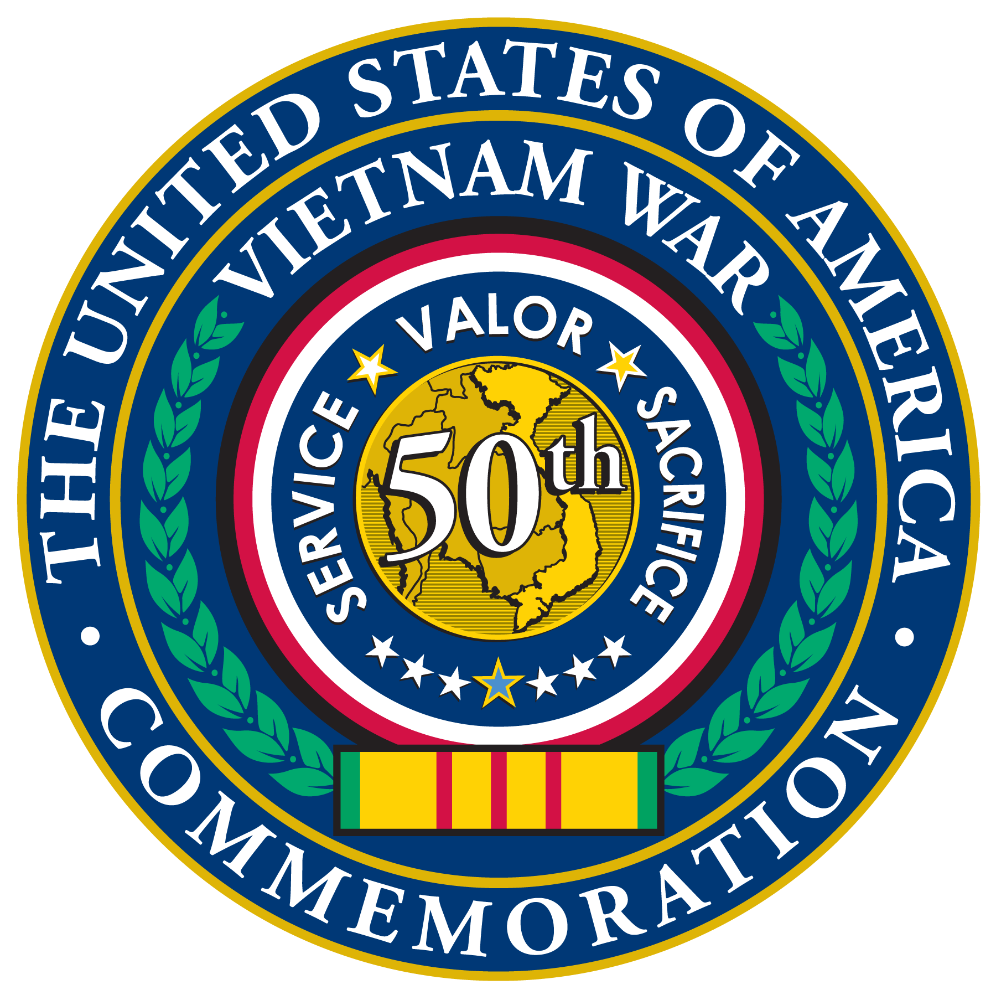 THE UNITED STATES OF AMERICA
VIETNAM WAR
SERVICE VALOR SACRIFICE
50th
• COMMEMORATION •